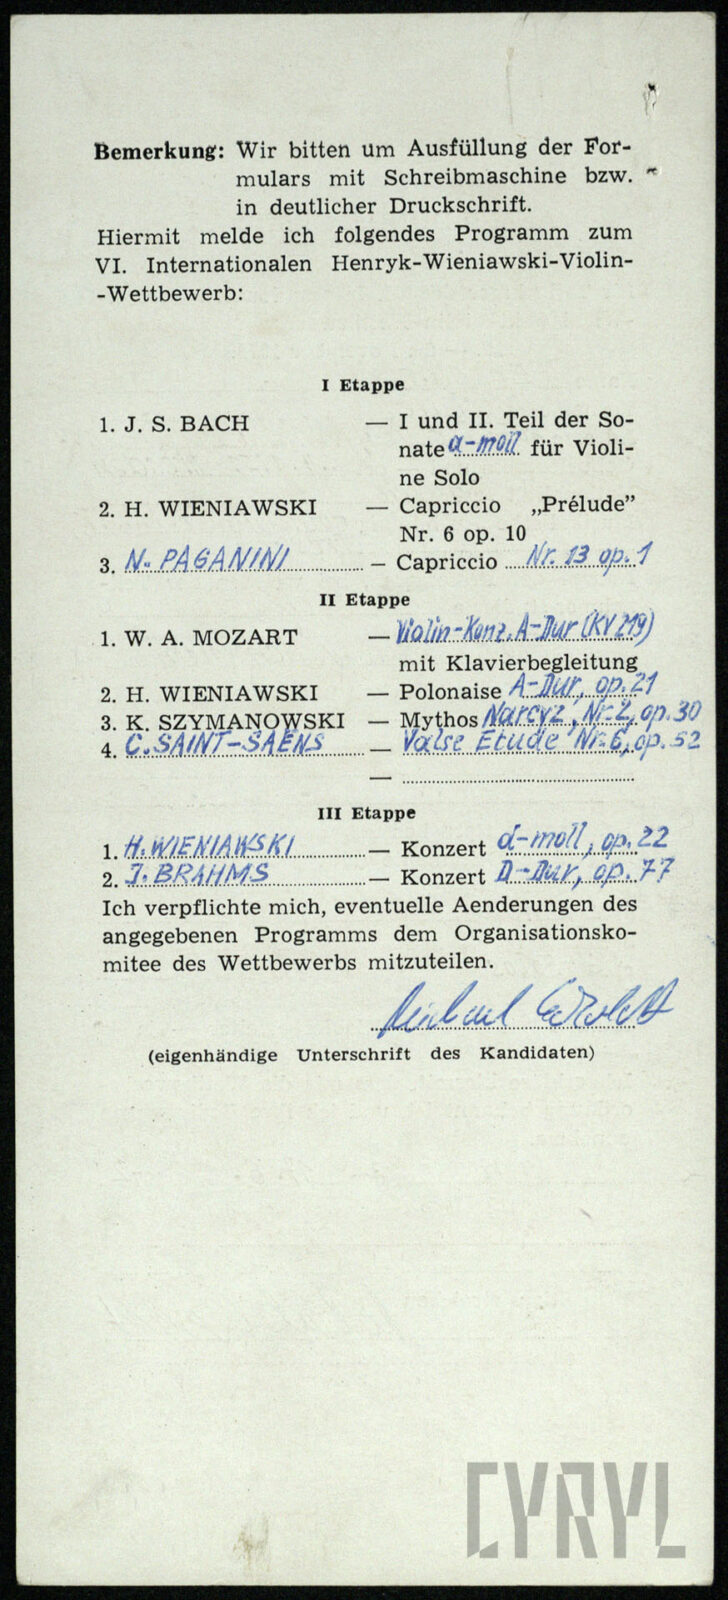 Bemerkung: Wir bitten um Ausfüllung der For-
mulars mit Schreibmaschine bzw.
in deutlicher Druckschrift.
Hiermit melde ich folgendes Programm zum
VI. Internationalen Henryk-Wieniawski-Violin-
-Wettbewerb:
I Etappe
1. J. S. BACH — I und II. Teil der So-
nate a-moll für Violi-
ne Solo
2. H. WIENIAWSKI — Capriccio „Prélude”
Nr. 6 op. 10
3. N. PAGANINI — Capriccio Nr. 13 op. 1
II Etappe
1. W. A. MOZART — Violin-Konz. A-Dur (KV 219)
mit Klavierbegleitung
2. H. WIENIAWSKI — Polonaise A-Dur, op. 21
3. K. SZYMANOWSKI — Mythos Narcyz, Nr. 2, op. 30
4. C. SAINT-SAËNS — Valse Etude Nr. 6, op. 52
—
III Etappe
1. H. WIENIAWSKI — Konzert d-moll, op. 22
2. J. BRAHMS — Konzert D-Dur, op. 77
Ich verpflichte mich, eventuelle Aenderungen des
angegebenen Programms dem Organisationsko-
mitee des Wettbewerbs mitzuteilen.
(eigenhändige Unterschrift des Kandidaten)
CYRYL